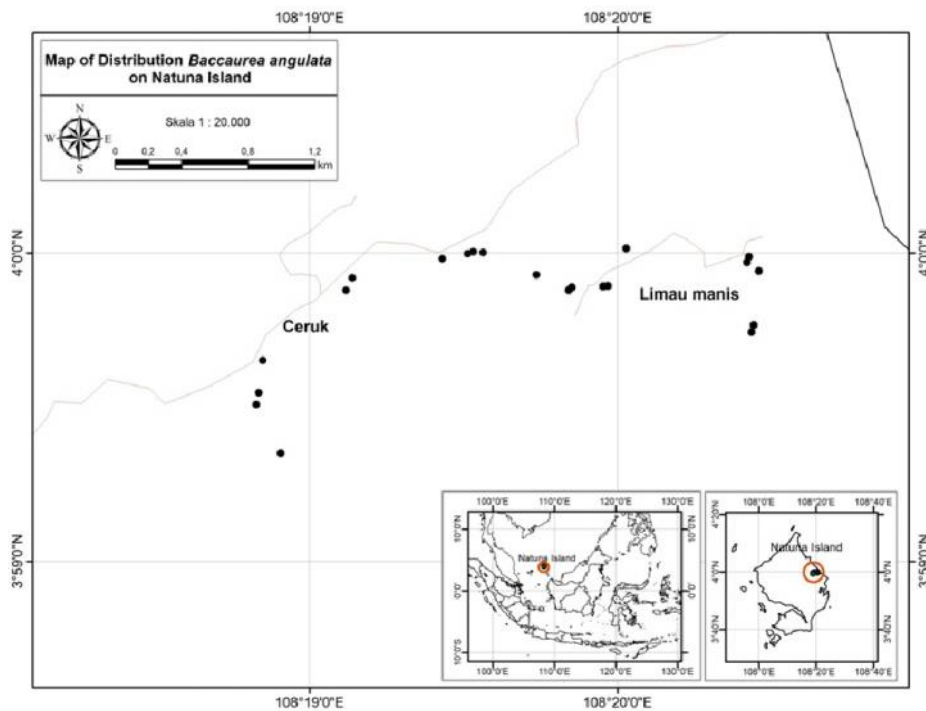 108°19'0"E 108°20'0"E
Map of Distribution Baccaurea angulata
on Natuna Island
N
W E
S
Skala 1 : 20.000
0 0,2 0,4 0,8 1,2
km
4°0'0"N 4°0'0"N
Limau manis
Ceruk
100°0'E 110°0'E 120°0'E 130°0'E
10°0'N 10°0'N
Natuna Island
0°0' 0°0'
10°0'S 10°0'S
100°0'E 110°0'E 120°0'E 130°0'E
108°0'E 108°20'E 108°40'E
4°20'N 4°20'N
Natuna Island
4°0'N 4°0'N
3°40'N 3°40'N
108°0'E 108°20'E 108°40'E
3°59'0"N 3°59'0"N
108°19'0"E 108°20'0"E